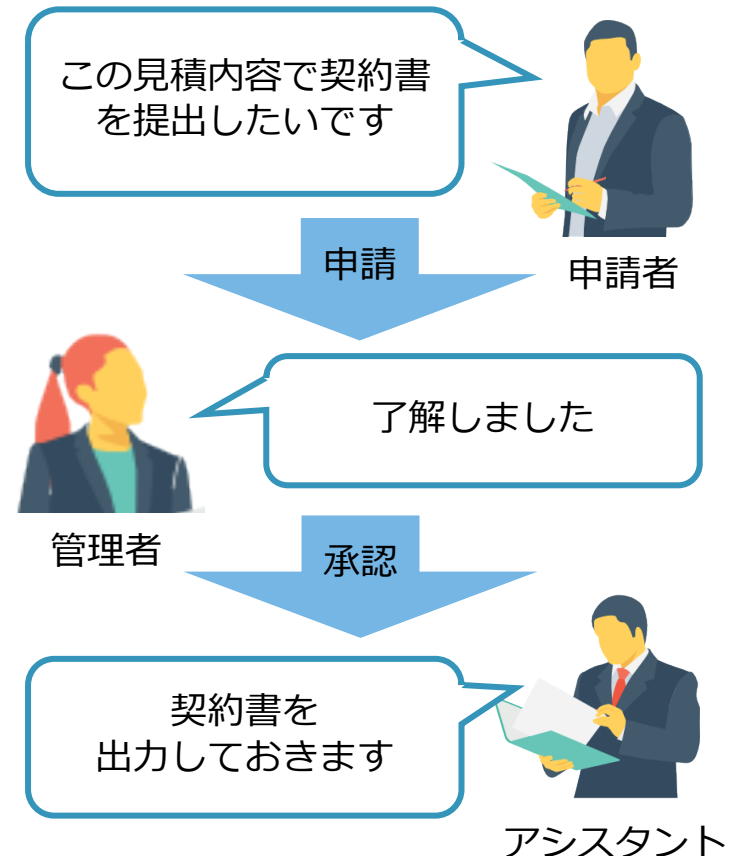 この見積内容で契約書
を提出したいです
申請者
申請
了解しました
管理者
承認
契約書を
出力しておきます
アシスタント